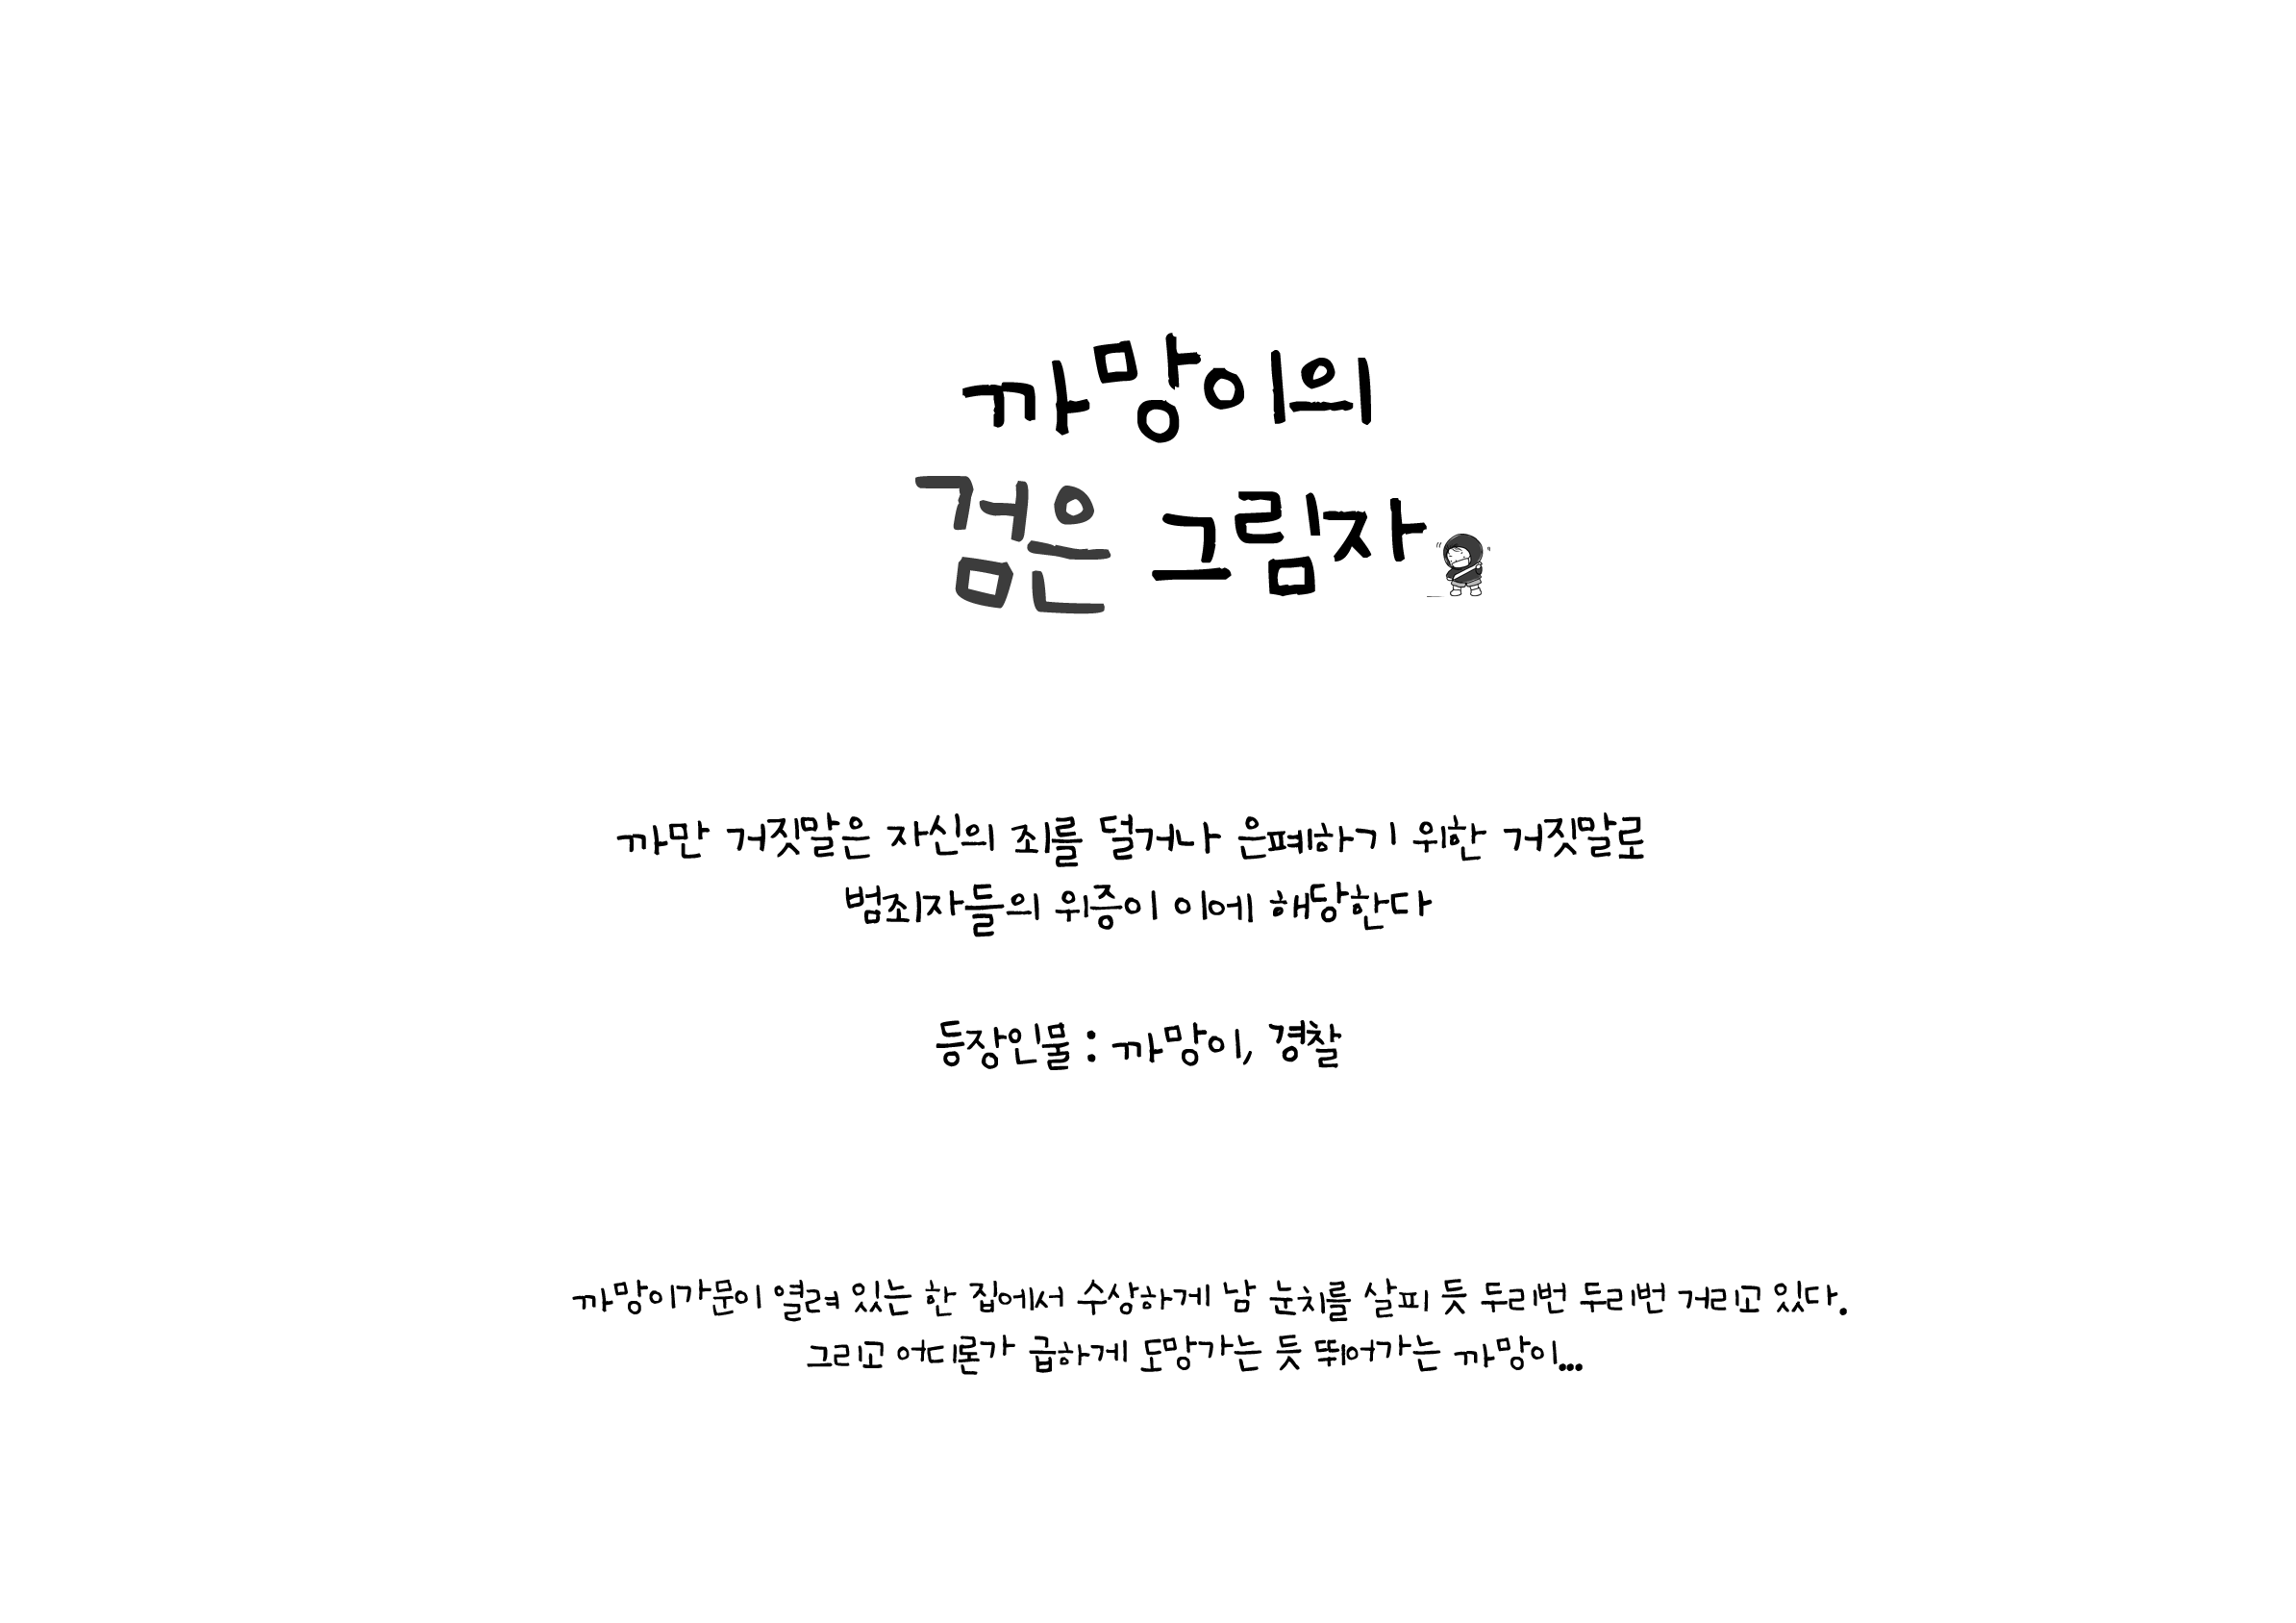 까망이의
검은 그림자
까만 거짓말은 자신의 죄를 덜거나 은폐하기 위한 거짓말로
범죄자들의 위증이 이에 해당한다
등장인물 : 까망이, 경찰
까망이가문이 열려 있는 한 집에서 수상하게 남 눈치를 살피 듯 두리번 두리번 거리고 있다.
그리고 어디론가 급하게 도망가는 듯 뛰어가는 까망이...